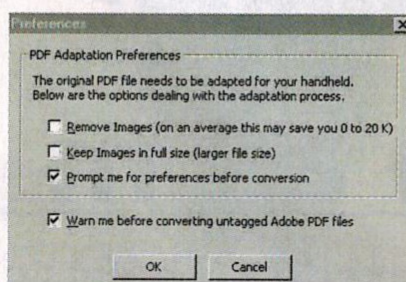 Preferences
PDF Adaptation Preferences
The original PDF file needs to be adapted for your handheld.
Below are the options dealing with the adaptation process.
Remove Images (on an average this may save you 0 to 20 K)
Keep Images in full size (larger file size)
Prompt me for preferences before conversion
Warn me before converting untagged Adobe PDF files
OK Cancel